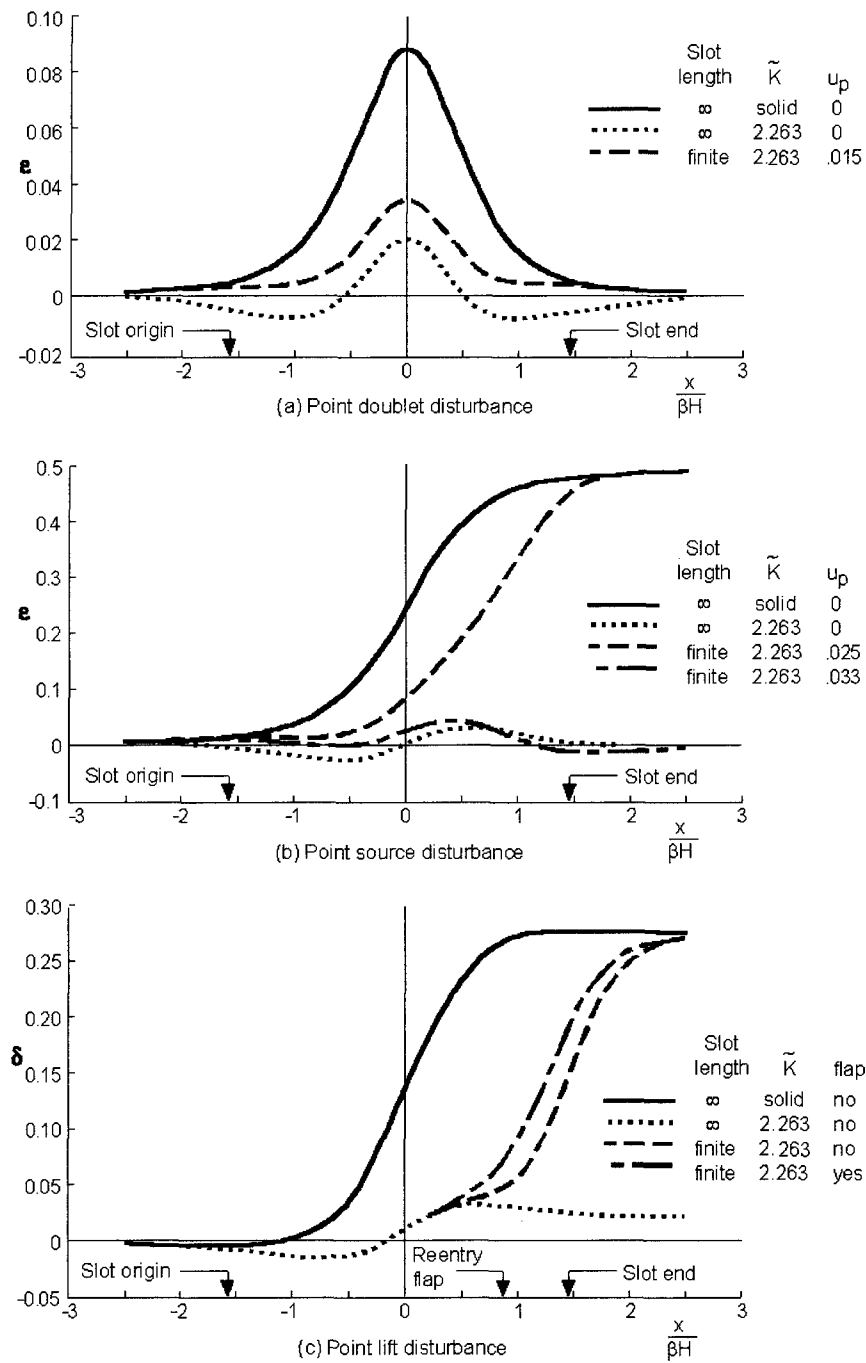 0.10
0.08
0.06
0.04
0.02
0
-0.02
ε
Slot length K̃ u_p
∞ solid 0
∞ 2.263 0
finite 2.263 .015
Slot origin
Slot end
-3 -2 -1 0 1 2 3
(a) Point doublet disturbance
x
βH
0.5
0.4
0.3
0.2
0.1
0
-0.1
ε
Slot length K̃ u_p
∞ solid 0
∞ 2.263 0
finite 2.263 .025
finite 2.263 .033
Slot origin
Slot end
-3 -2 -1 0 1 2 3
(b) Point source disturbance
x
βH
0.30
0.25
0.20
0.15
0.10
0.05
0
-0.05
δ
Slot length K̃ flap
∞ solid no
∞ 2.263 no
finite 2.263 no
finite 2.263 yes
Slot origin
Reentry flap
Slot end
-3 -2 -1 0 1 2 3
(c) Point lift disturbance
x
βH